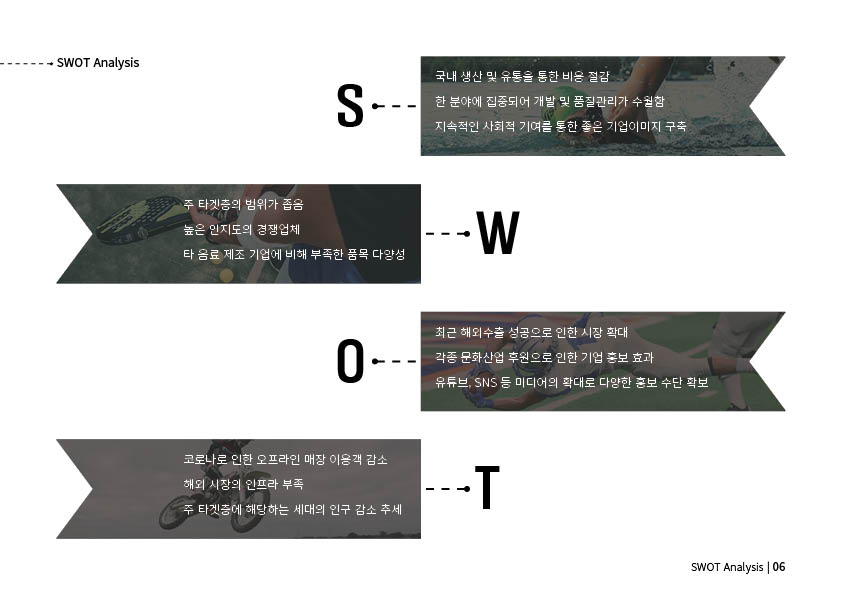 SWOT Analysis
S
국내 생산 및 유통을 통한 비용 절감
한 분야에 집중되어 개발 및 품질관리가 수월함
지속적인 사회적 기여를 통한 좋은 기업이미지 구축
주 타겟층의 범위가 좁음
높은 인지도의 경쟁업체
타 음료 제조 기업에 비해 부족한 품목 다양성
W
O
최근 해외수출 성공으로 인한 시장 확대
각종 문화산업 후원으로 인한 기업 홍보 효과
유튜브, SNS 등 미디어의 확대로 다양한 홍보 수단 확보
코로나로 인한 오프라인 매장 이용객 감소
해외 시장의 인프라 부족
주 타겟층에 해당하는 세대의 인구 감소 추세
T
SWOT Analysis | 06